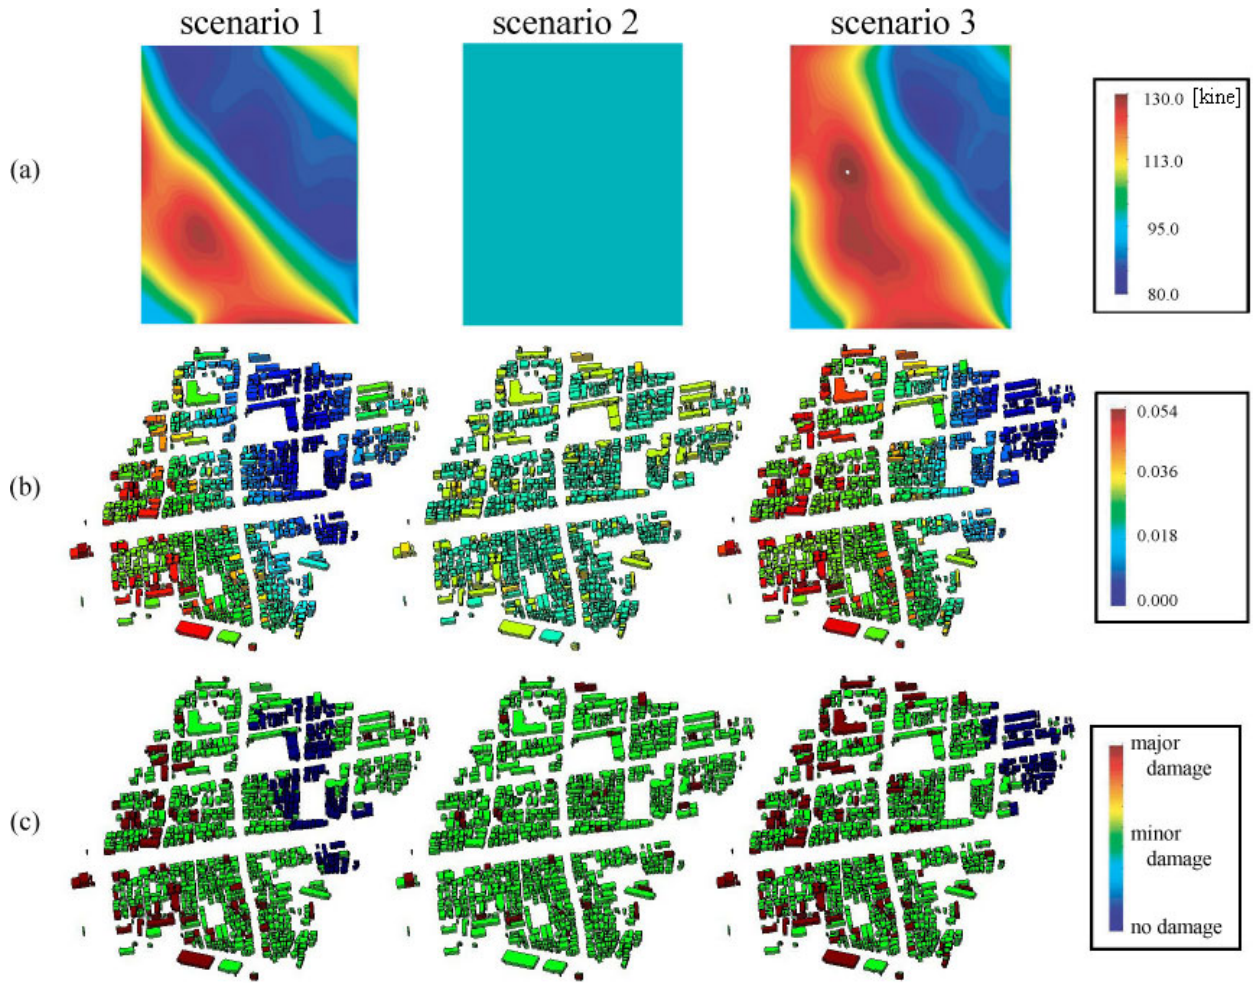 scenario 1
scenario 2
scenario 3
(a)
130.0 [kine]
113.0
95.0
80.0
(b)
0.054
0.036
0.018
0.000
(c)
major
damage
minor
damage
no damage